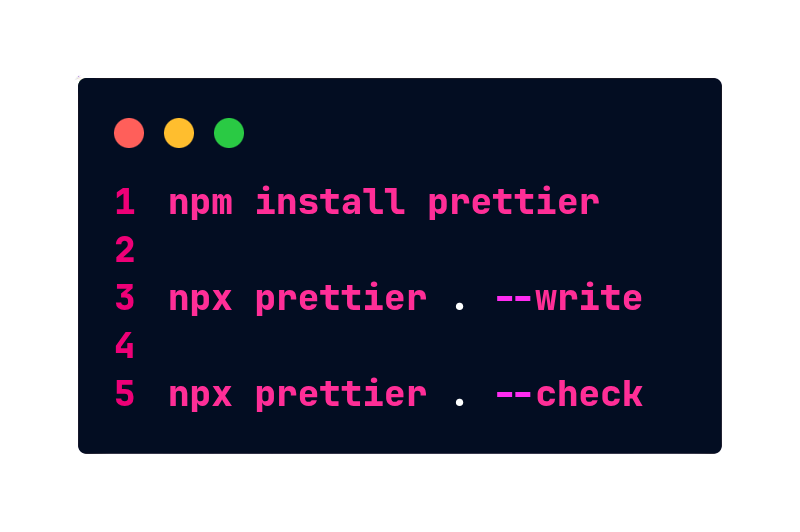 1 npm install prettier
2
3 npx prettier . --write
4
5 npx prettier . --check